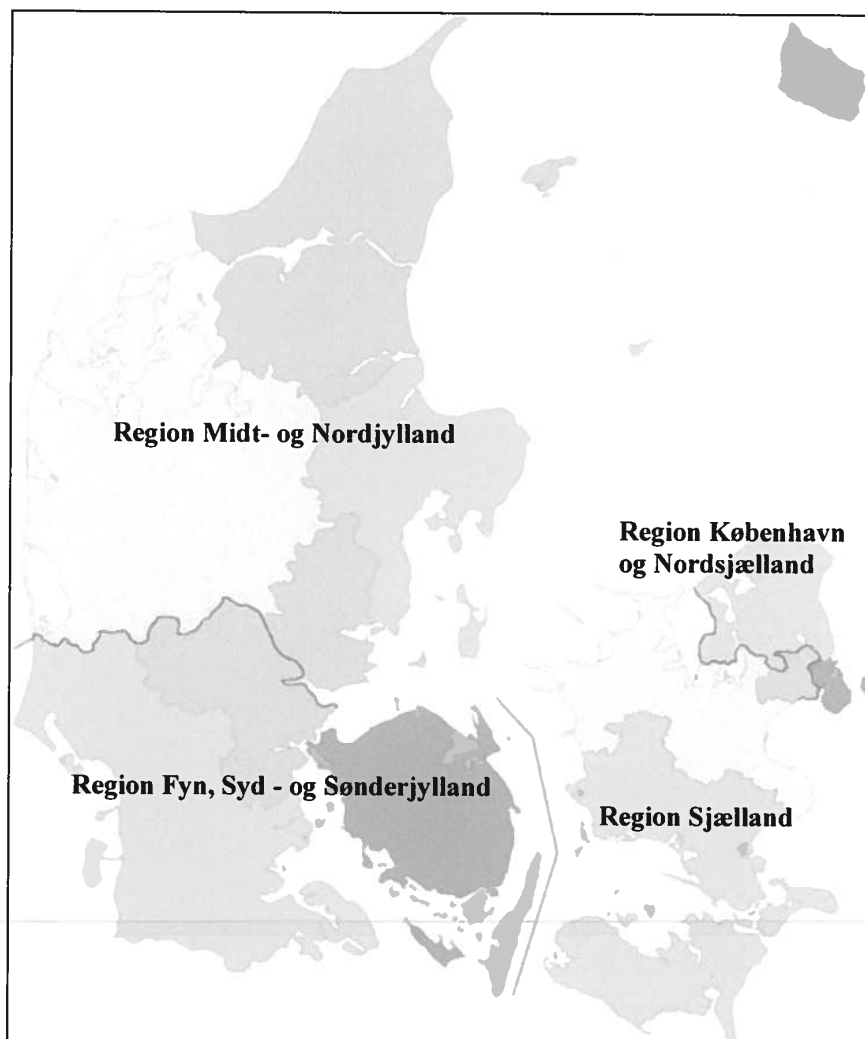 Region Midt- og Nordjylland
Region København
og Nordsjælland
Region Fyn, Syd - og Sønderjylland
Region Sjælland